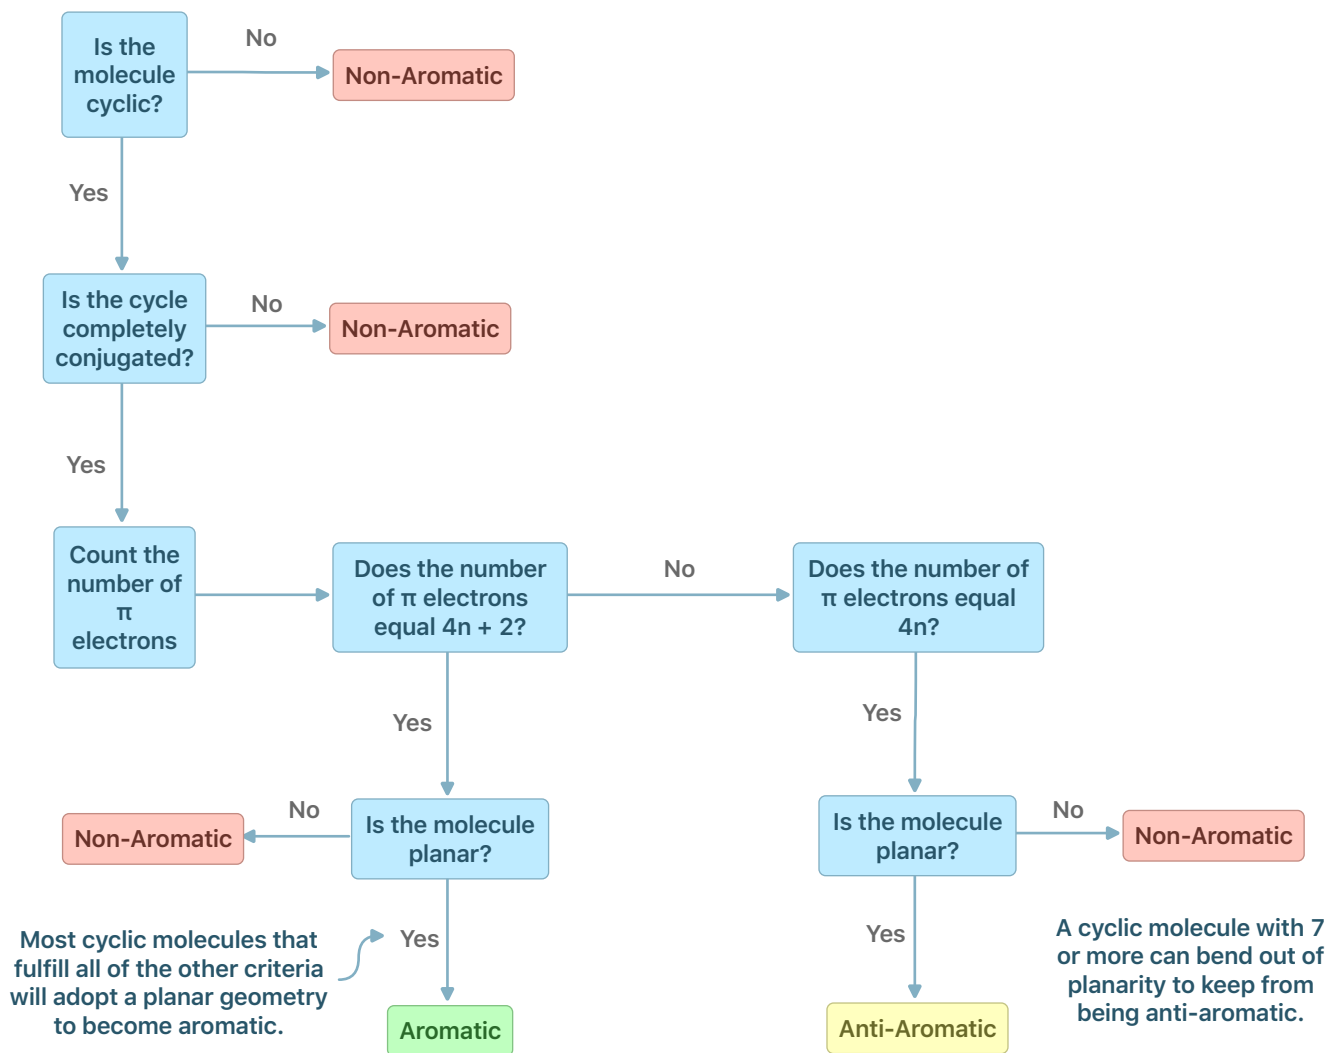 Is the
molecule
cyclic?
No
Non-Aromatic
Yes
Is the cycle
completely
conjugated?
No
Non-Aromatic
Yes
Count the
number of
π
electrons
Does the number
of π electrons
equal 4n + 2?
No
Does the number of
π electrons equal
4n?
Yes
Yes
Non-Aromatic
No
Is the molecule
planar?
Is the molecule
planar?
No
Non-Aromatic
Most cyclic molecules that
fulfill all of the other criteria
will adopt a planar geometry
to become aromatic.
Yes
Aromatic
Yes
Anti-Aromatic
A cyclic molecule with 7
or more can bend out of
planarity to keep from
being anti-aromatic.